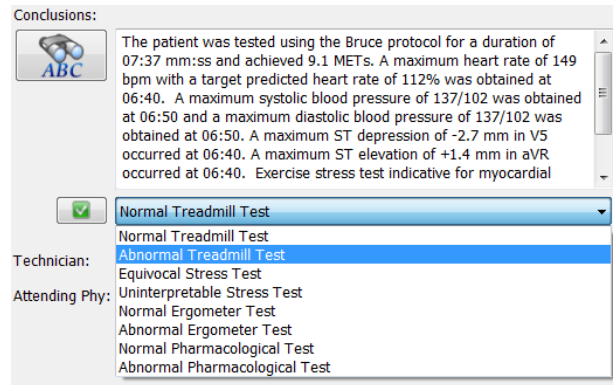 Conclusions:
ABC
The patient was tested using the Bruce protocol for a duration of
07:37 mm:ss and achieved 9.1 METs. A maximum heart rate of 149
bpm with a target predicted heart rate of 112% was obtained at
06:40.  A maximum systolic blood pressure of 137/102 was obtained
at 06:50 and a maximum diastolic blood pressure of 137/102 was
obtained at 06:50. A maximum ST depression of -2.7 mm in V5
occurred at 06:40. A maximum ST elevation of +1.4 mm in aVR
occurred at 06:40.  Exercise stress test indicative for myocardial
Normal Treadmill Test
Normal Treadmill Test
Abnormal Treadmill Test
Technician:
Equivocal Stress Test
Uninterpretable Stress Test
Attending Phy:
Normal Ergometer Test
Abnormal Ergometer Test
Normal Pharmacological Test
Abnormal Pharmacological Test